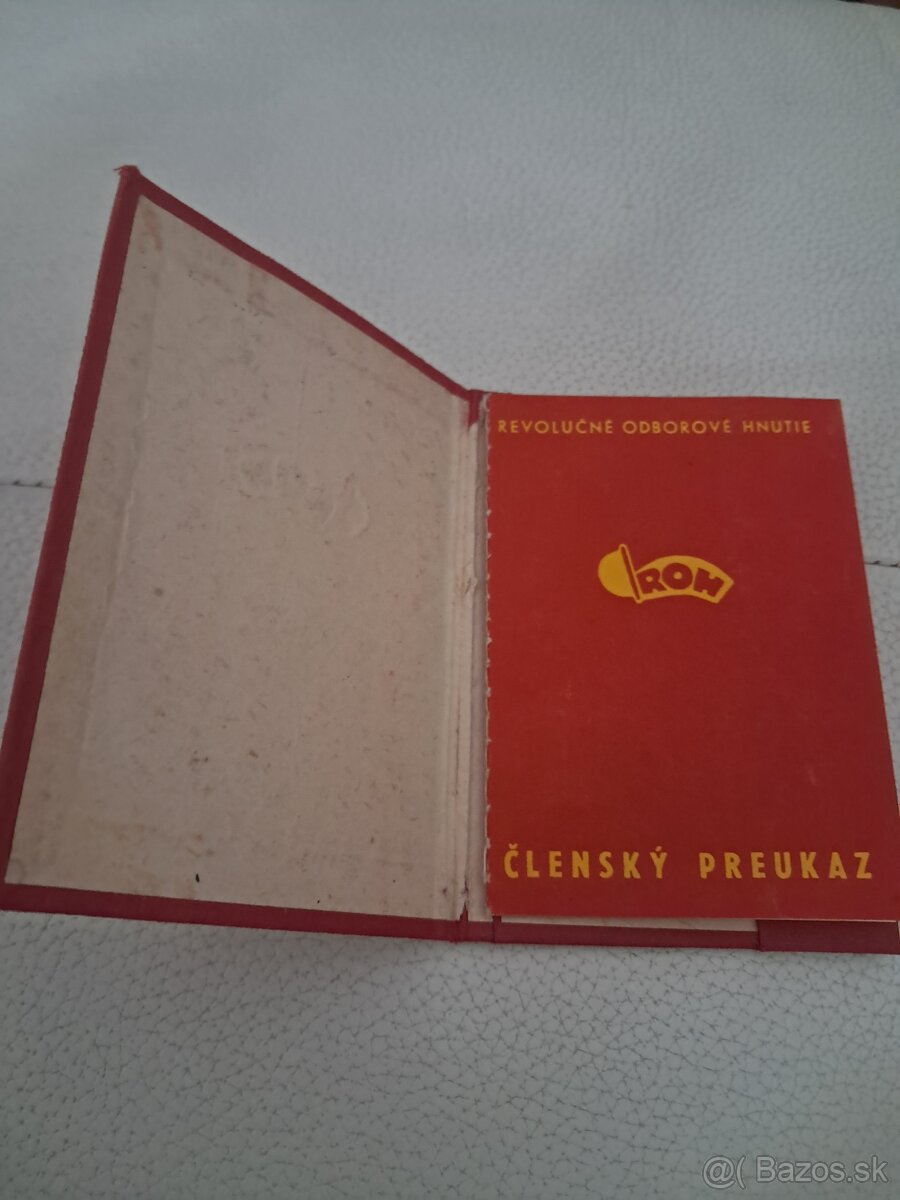 REVOLUČNÉ ODBOROVÉ HNUTIE
ROH
ČLENSKÝ PREUKAZ
@( Bazos.sk